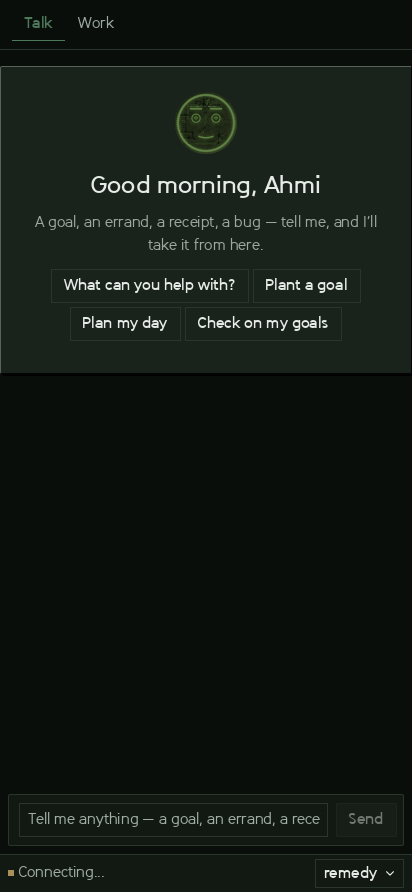 Talk Work
Good morning, Ahmi
A goal, an errand, a receipt, a bug — tell me, and I'll
take it from here.
What can you help with? Plant a goal
Plan my day Check on my goals
Tell me anything — a goal, an errand, a rece Send
Connecting... remedy